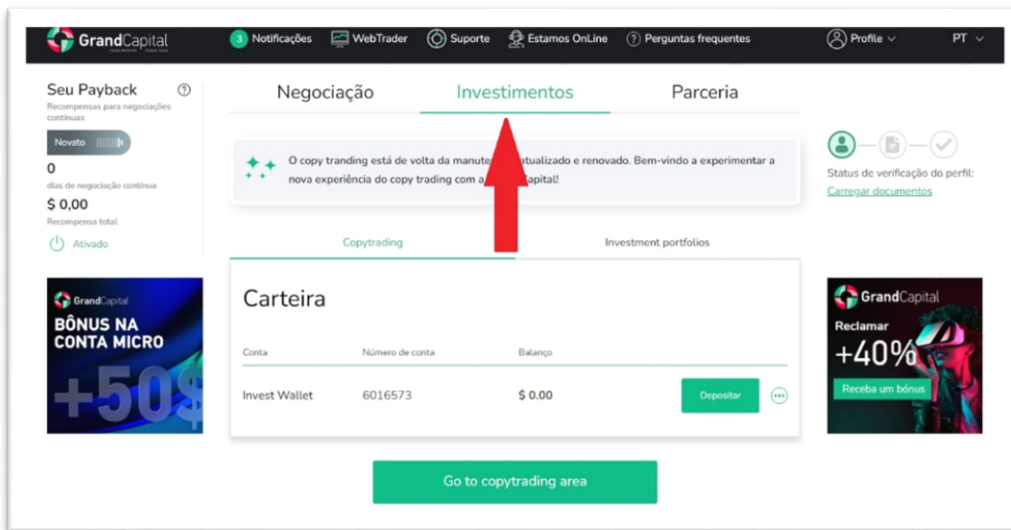 GrandCapital
3 Notificações WebTrader Suporte Estamos OnLine Perguntas frequentes Profile PT
Seu Payback
Recompensas para negociações
contínuas
Novato
0
dias de negociação contínua
$ 0,00
Recompensa total
Ativado
Negociação Investimentos Parceria
O copy tranding está de volta da atualizado e renovado. Bem-vindo a experimentar a
nova experiência do copy trading com a Capital!
Status de verificação do perfil:
Carregar documentos
Copytrading Investment portfolios
Carteira
Conta Número de conta Balanço
Invest Wallet 6016573 $ 0.00 Depositar
Go to copytrading area
GrandCapital
BÔNUS NA
CONTA MICRO
+50$
GrandCapital
Reclamar
+40%
Receba um bónus